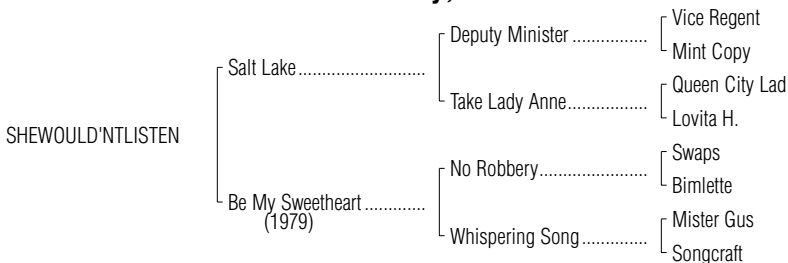 Vice Regent
Deputy Minister ................
Mint Copy
Salt Lake...........................
Queen City Lad
Take Lady Anne.................
Lovita H.
SHEWOULD'NTLISTEN
Swaps
No Robbery.......................
Bimlette
Be My Sweetheart .............
(1979)
Mister Gus
Whispering Song..............
Songcraft